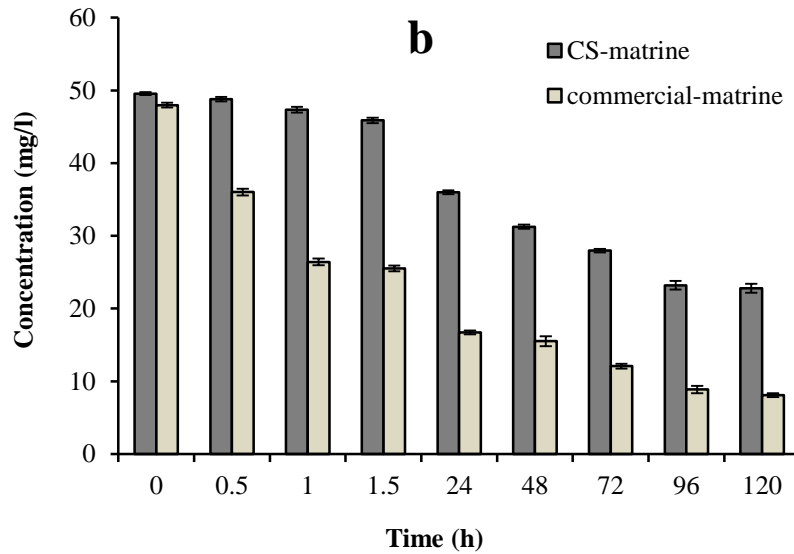 b
CS-matrine
commercial-matrine
Concentration (mg/l)
60
50
40
30
20
10
0
0 0.5 1 1.5 24 48 72 96 120
Time (h)